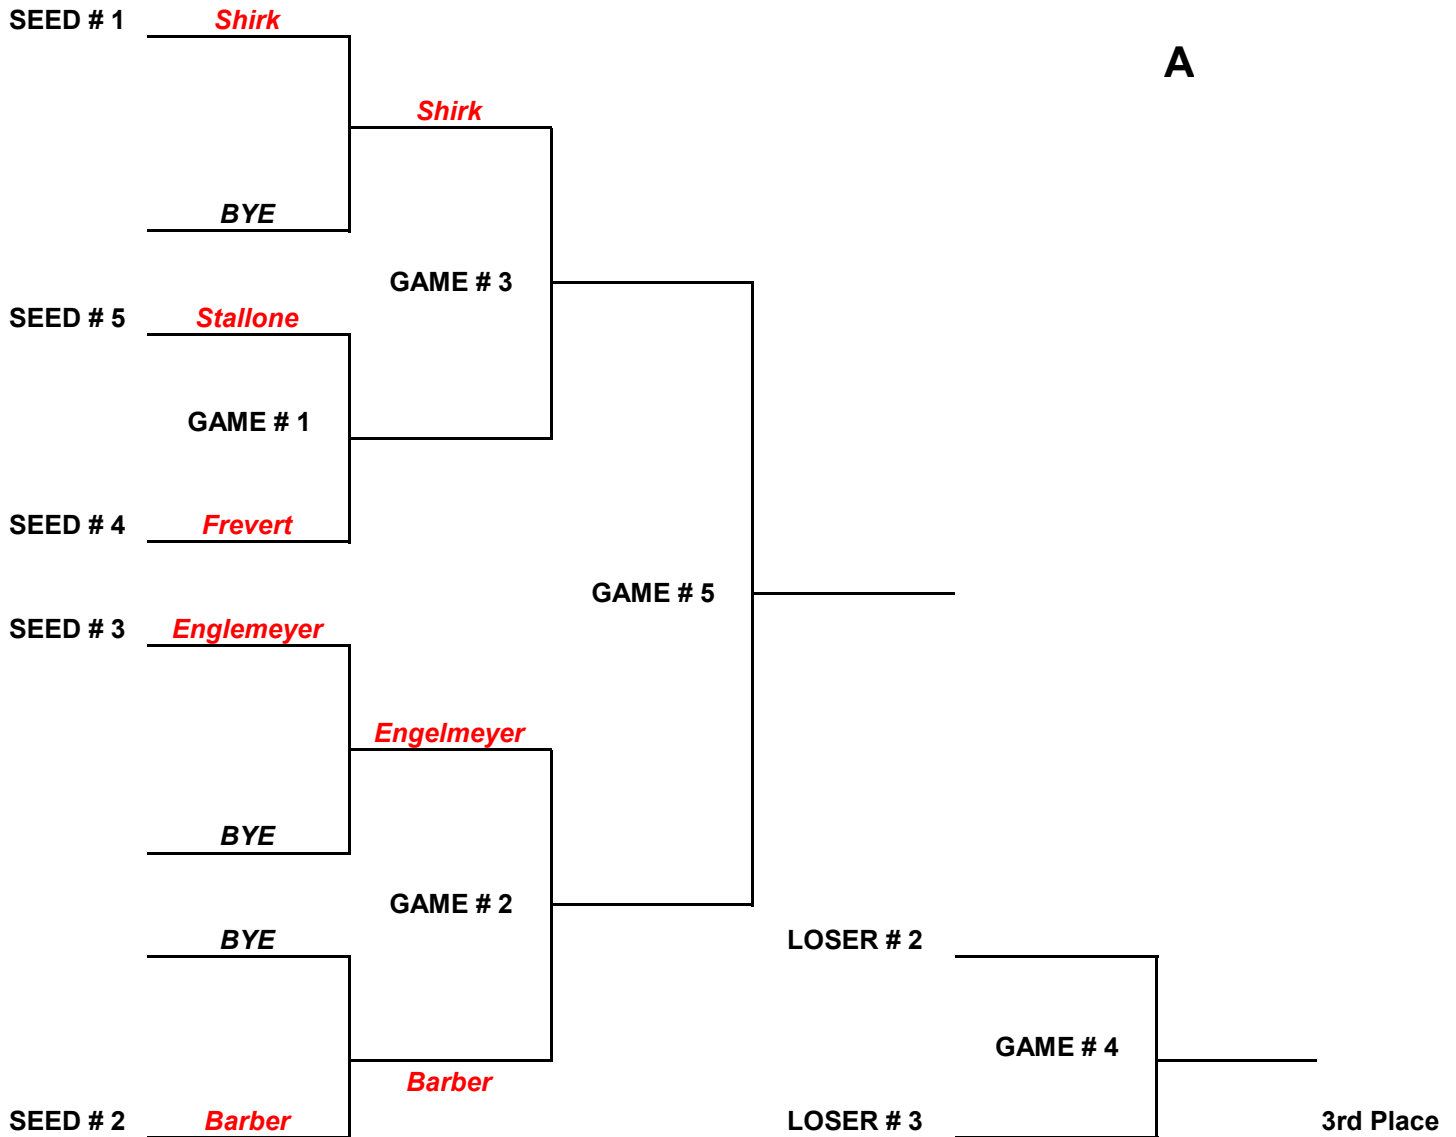 SEED # 1 Shirk
A
Shirk
BYE
GAME # 3
SEED # 5 Stallone
GAME # 1
SEED # 4 Frevert
GAME # 5
SEED # 3 Englemeyer
Engelmeyer
BYE
GAME # 2
BYE LOSER # 2
GAME # 4
Barber
SEED # 2 Barber LOSER # 3 3rd Place